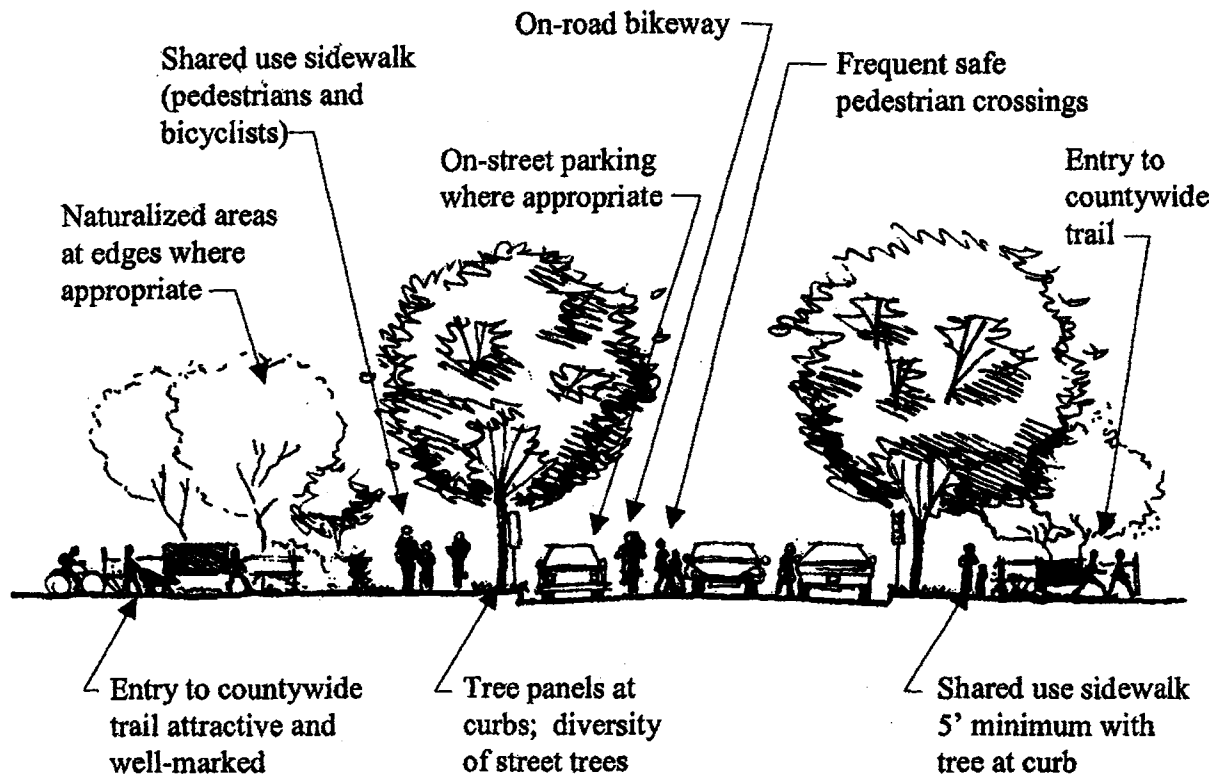 On-road bikeway
Shared use sidewalk
(pedestrians and
bicyclists)
Frequent safe
pedestrian crossings
On-street parking
where appropriate
Entry to
countywide
trail
Naturalized areas
at edges where
appropriate
Entry to countywide
trail attractive and
well-marked
Tree panels at
curbs; diversity
of street trees
Shared use sidewalk
5' minimum with
tree at curb